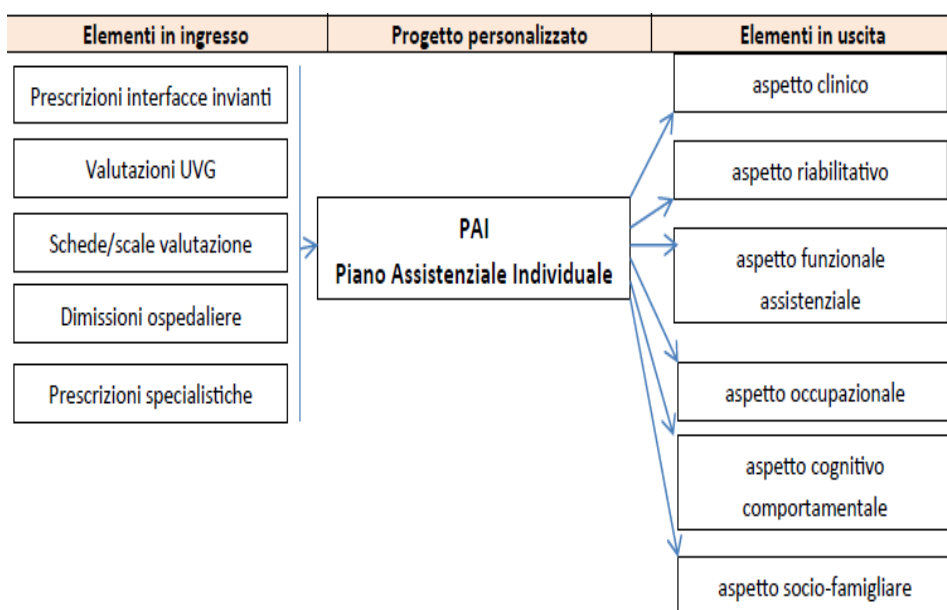 Elementi in ingresso
Progetto personalizzato
Elementi in uscita
Prescrizioni interfacce invianti
Valutazioni UVG
Schede/scale valutazione
Dimissioni ospedaliere
Prescrizioni specialistiche
PAI
Piano Assistenziale Individuale
aspetto clinico
aspetto riabilitativo
aspetto funzionale
assistenziale
aspetto occupazionale
aspetto cognitivo
comportamentale
aspetto socio-famigliare